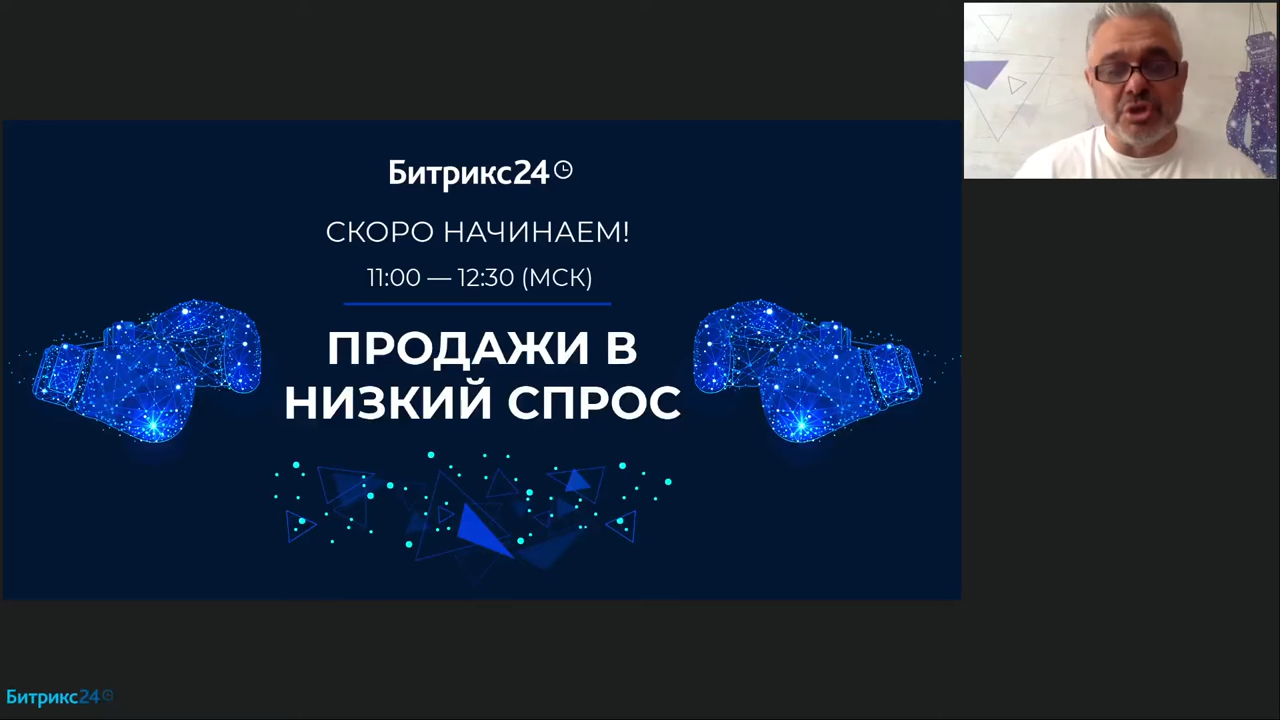 Битрикс24
СКОРО НАЧИНАЕМ!
11:00 — 12:30 (МСК)
ПРОДАЖИ В
НИЗКИЙ СПРОС
Битрикс24